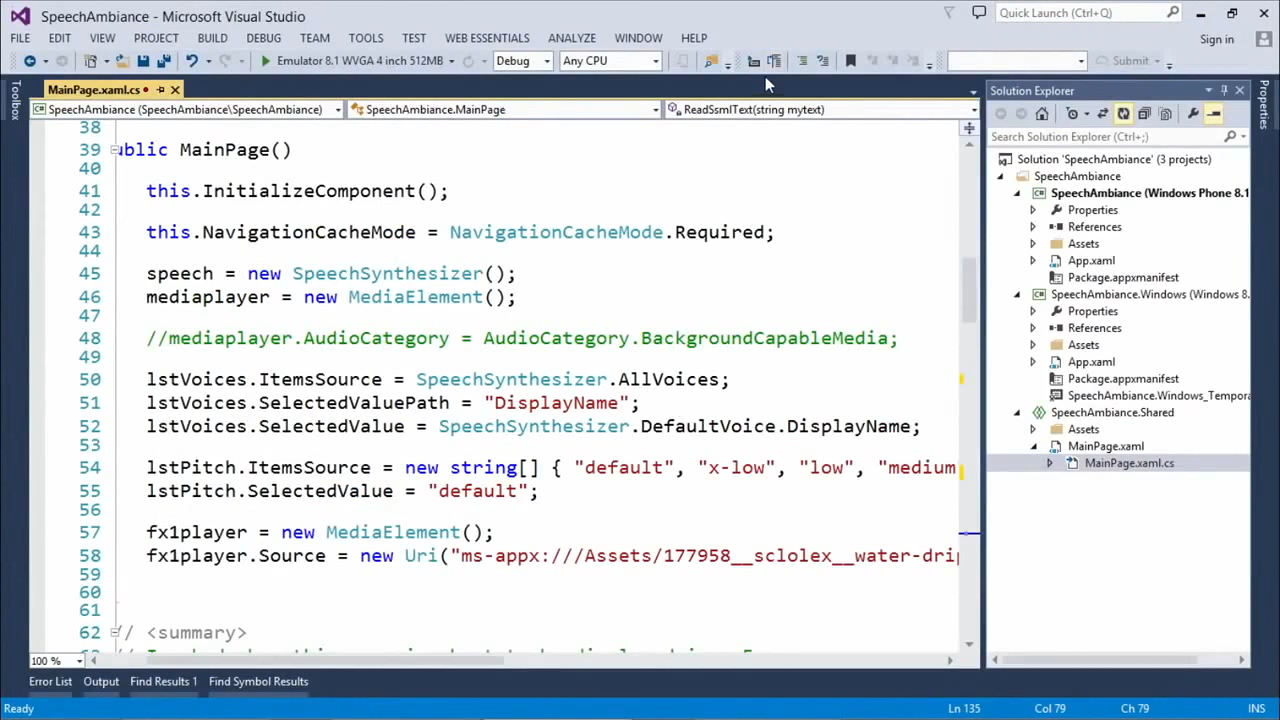 SpeechAmbiance - Microsoft Visual Studio
Quick Launch (Ctrl+Q)
FILE EDIT VIEW PROJECT BUILD DEBUG TEAM TOOLS TEST WEB ESSENTIALS ANALYZE WINDOW HELP
Sign in
Emulator 8.1 WVGA 4 inch 512MB Debug Any CPU Submit
Toolbox
MainPage.xaml.cs
SpeechAmbiance (SpeechAmbiance\SpeechAmbiance) SpeechAmbiance.MainPage ReadSsmlText(string mytext)
38
39 ublic MainPage()
40
41 this.InitializeComponent();
42
43 this.NavigationCacheMode = NavigationCacheMode.Required;
44
45 speech = new SpeechSynthesizer();
46 mediaplayer = new MediaElement();
47
48 //mediaplayer.AudioCategory = AudioCategory.BackgroundCapableMedia;
49
50 lstVoices.ItemsSource = SpeechSynthesizer.AllVoices;
51 lstVoices.SelectedValuePath = "DisplayName";
52 lstVoices.SelectedValue = SpeechSynthesizer.DefaultVoice.DisplayName;
53
54 lstPitch.ItemsSource = new string[] { "default", "x-low", "low", "medium
55 lstPitch.SelectedValue = "default";
56
57 fx1player = new MediaElement();
58 fx1player.Source = new Uri("ms-appx:///Assets/177958__sclolex__water-drip
59
60
61
62 // <summary>
100 %
Solution Explorer
Search Solution Explorer (Ctrl+;)
Solution 'SpeechAmbiance' (3 projects)
SpeechAmbiance
SpeechAmbiance (Windows Phone 8.1
Properties
References
Assets
App.xaml
Package.appxmanifest
SpeechAmbiance.Windows (Windows 8.
Properties
References
Assets
App.xaml
Package.appxmanifest
SpeechAmbiance.Windows_Tempora
SpeechAmbiance.Shared
Assets
MainPage.xaml
MainPage.xaml.cs
Properties
Error List Output Find Results 1 Find Symbol Results
Ready Ln 135 Col 79 Ch 79 INS